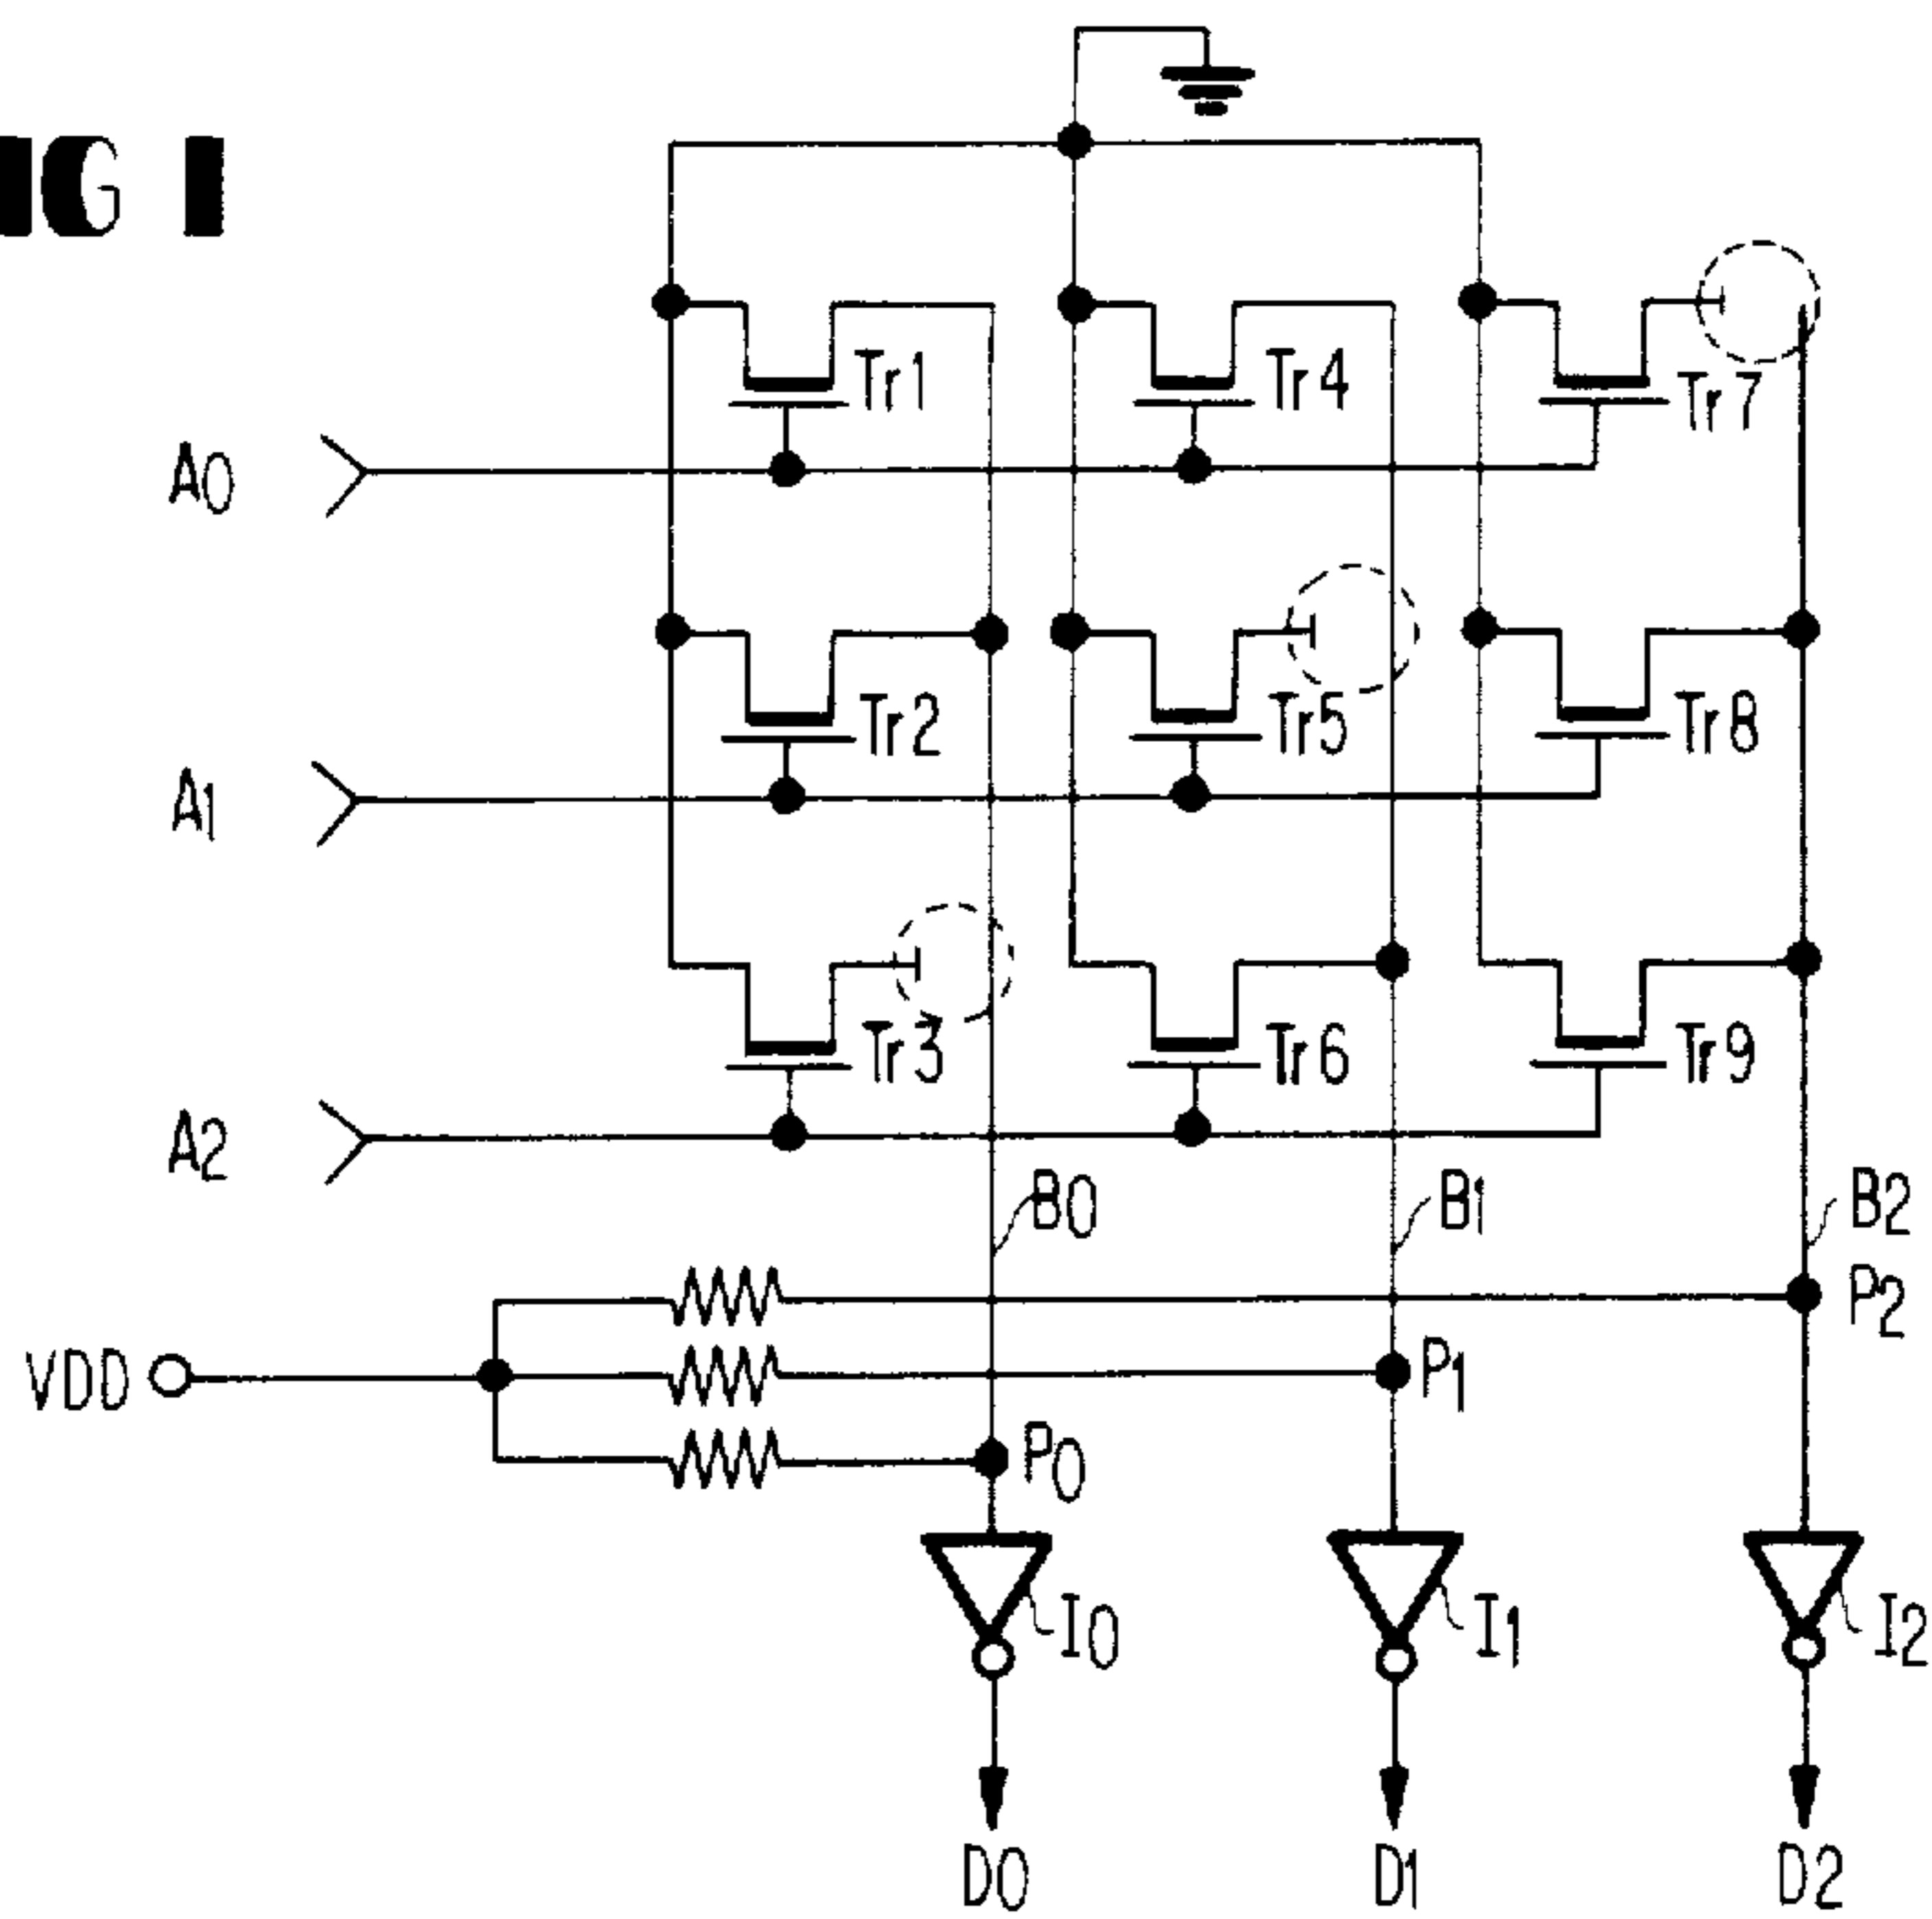 IG 1
Tr1
Tr4
Tr7
A0
Tr2
Tr5
Tr8
A1
Tr3
Tr6
Tr9
A2
B0
B1
B2
P2
VDD
P1
P0
I0
I1
I2
D0
D1
D2